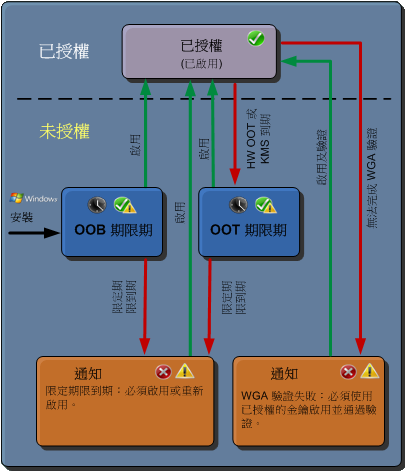 已授權
已授權
(已啟用)
未授權
啟用
啟用
啟用
HW OOT 或
KMS 到期
啟用及驗證
無法完成 WGA 驗證
Windows
安裝
OOB 期限期
OOT 期限期
限定期
限到期
限定期
限到期
通知
限定期限到期：必須啟用或重新
啟用。
通知
WGA 驗證失敗：必須使用
已授權的金鑰啟用並通過驗
證。